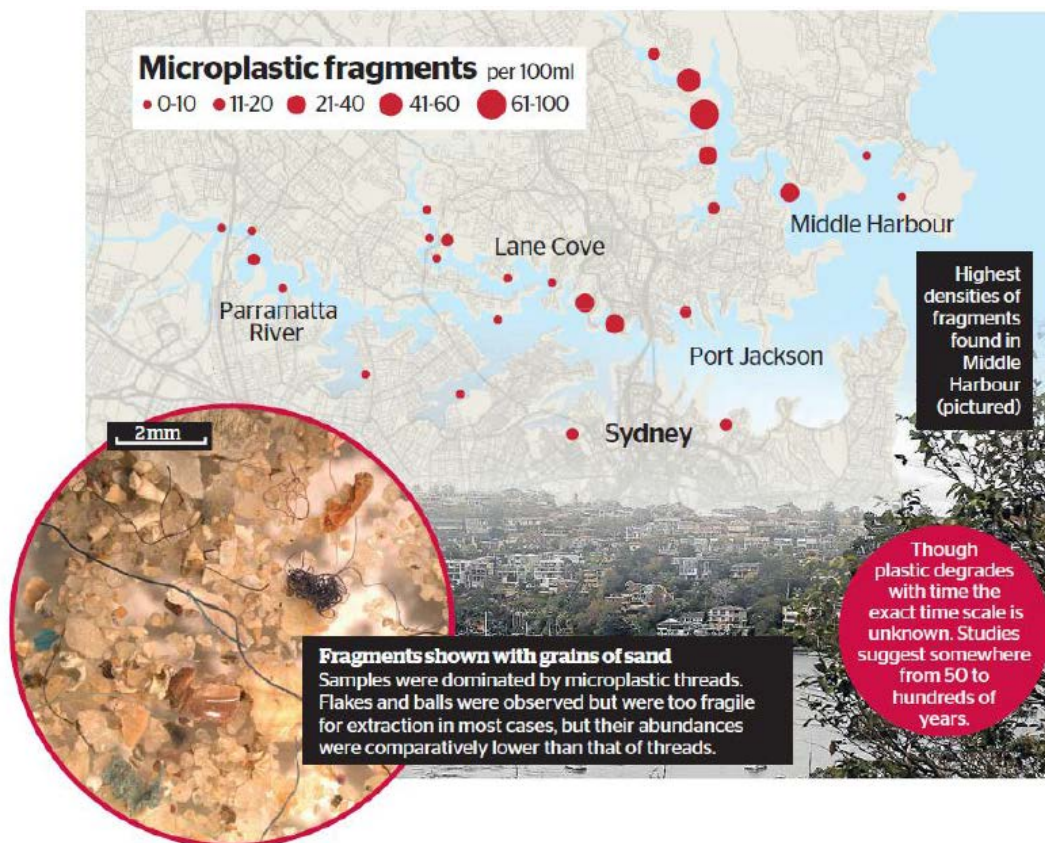 Microplastic fragments per 100ml
0-10 11-20 21-40 41-60 61-100
Middle Harbour
Lane Cove
Parramatta
River
Port Jackson
Sydney
Highest
densities of
fragments
found in
Middle
Harbour
(pictured)
2mm
Though
plastic degrades
with time the
exact time scale is
unknown. Studies
suggest somewhere
from 50 to
hundreds of
years.
Fragments shown with grains of sand
Samples were dominated by microplastic threads.
Flakes and balls were observed but were too fragile
for extraction in most cases, but their abundances
were comparatively lower than that of threads.